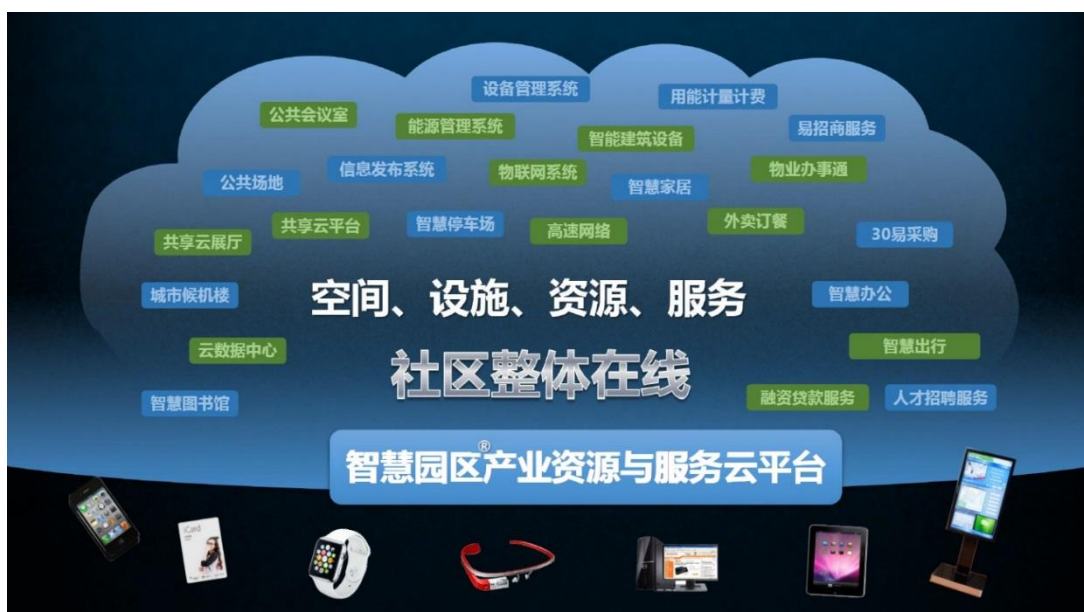 设备管理系统
用能计量计费
公共会议室
能源管理系统
智能建筑设备
易招商服务
信息发布系统
物联网系统
物业办事通
公共场地
智慧家居
共享云平台
智慧停车场
外卖订餐
共享云展厅
高速网络
30易采购
城市候机楼
空间、设施、资源、服务
智慧办公
云数据中心
社区整体在线
智慧出行
智慧图书馆
融资贷款服务
人才招聘服务
智慧园区®产业资源与服务云平台
iCard